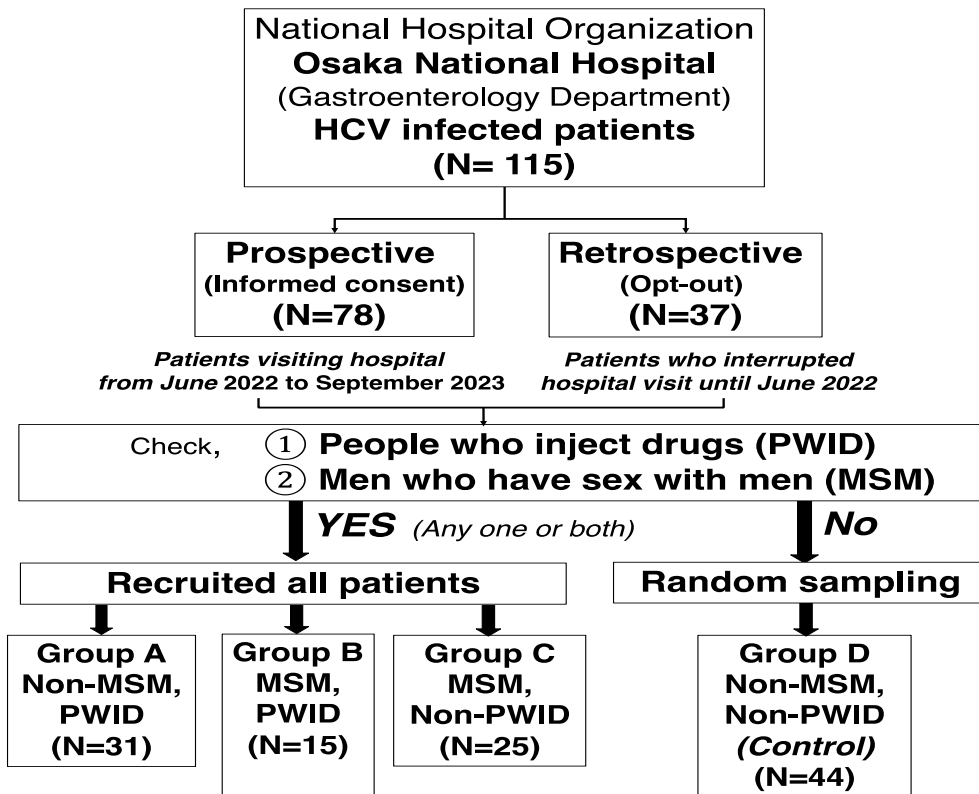 National Hospital Organization
Osaka National Hospital
(Gastroenterology Department)
HCV infected patients
(N= 115)
Prospective
(Informed consent)
(N=78)
Retrospective
(Opt-out)
(N=37)
Patients visiting hospital
from June 2022 to September 2023
Patients who interrupted
hospital visit until June 2022
Check, ① People who inject drugs (PWID)
② Men who have sex with men (MSM)
YES (Any one or both)
No
Recruited all patients
Random sampling
Group A
Non-MSM,
PWID
(N=31)
Group B
MSM,
PWID
(N=15)
Group C
MSM,
Non-PWID
(N=25)
Group D
Non-MSM,
Non-PWID
(Control)
(N=44)